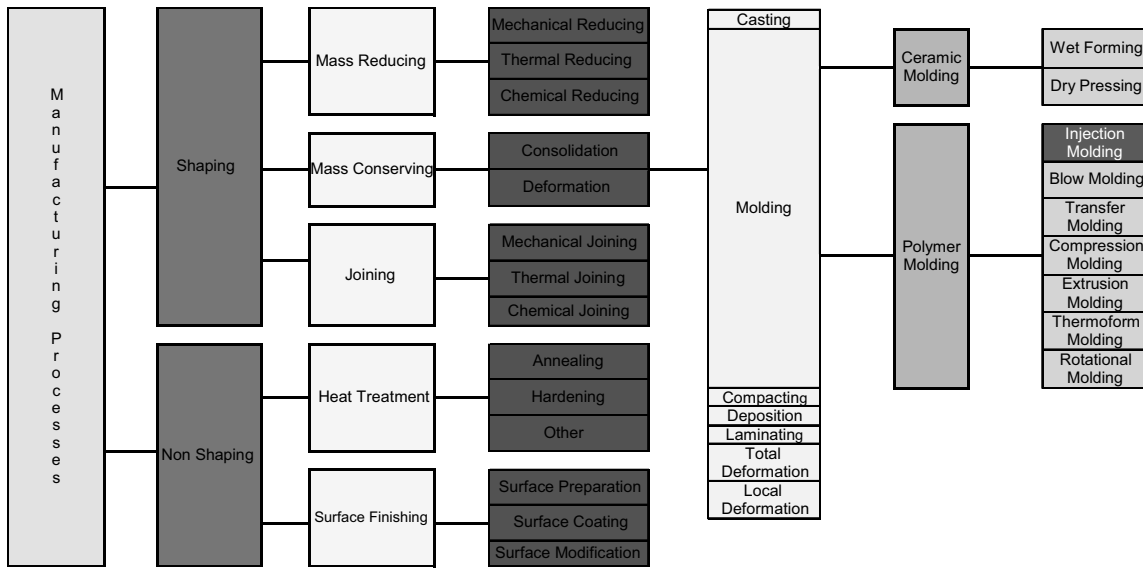 Manufacturing Processes
Shaping
Non Shaping
Mass Reducing
Mass Conserving
Joining
Heat Treatment
Surface Finishing
Mechanical Reducing
Thermal Reducing
Chemical Reducing
Consolidation
Deformation
Mechanical Joining
Thermal Joining
Chemical Joining
Annealing
Hardening
Other
Surface Preparation
Surface Coating
Surface Modification
Casting
Molding
Compacting
Deposition
Laminating
Total
Deformation
Local
Deformation
Ceramic
Molding
Polymer
Molding
Wet Forming
Dry Pressing
Injection
Molding
Blow Molding
Transfer
Molding
Compression
Molding
Extrusion
Molding
Thermoform
Molding
Rotational
Molding